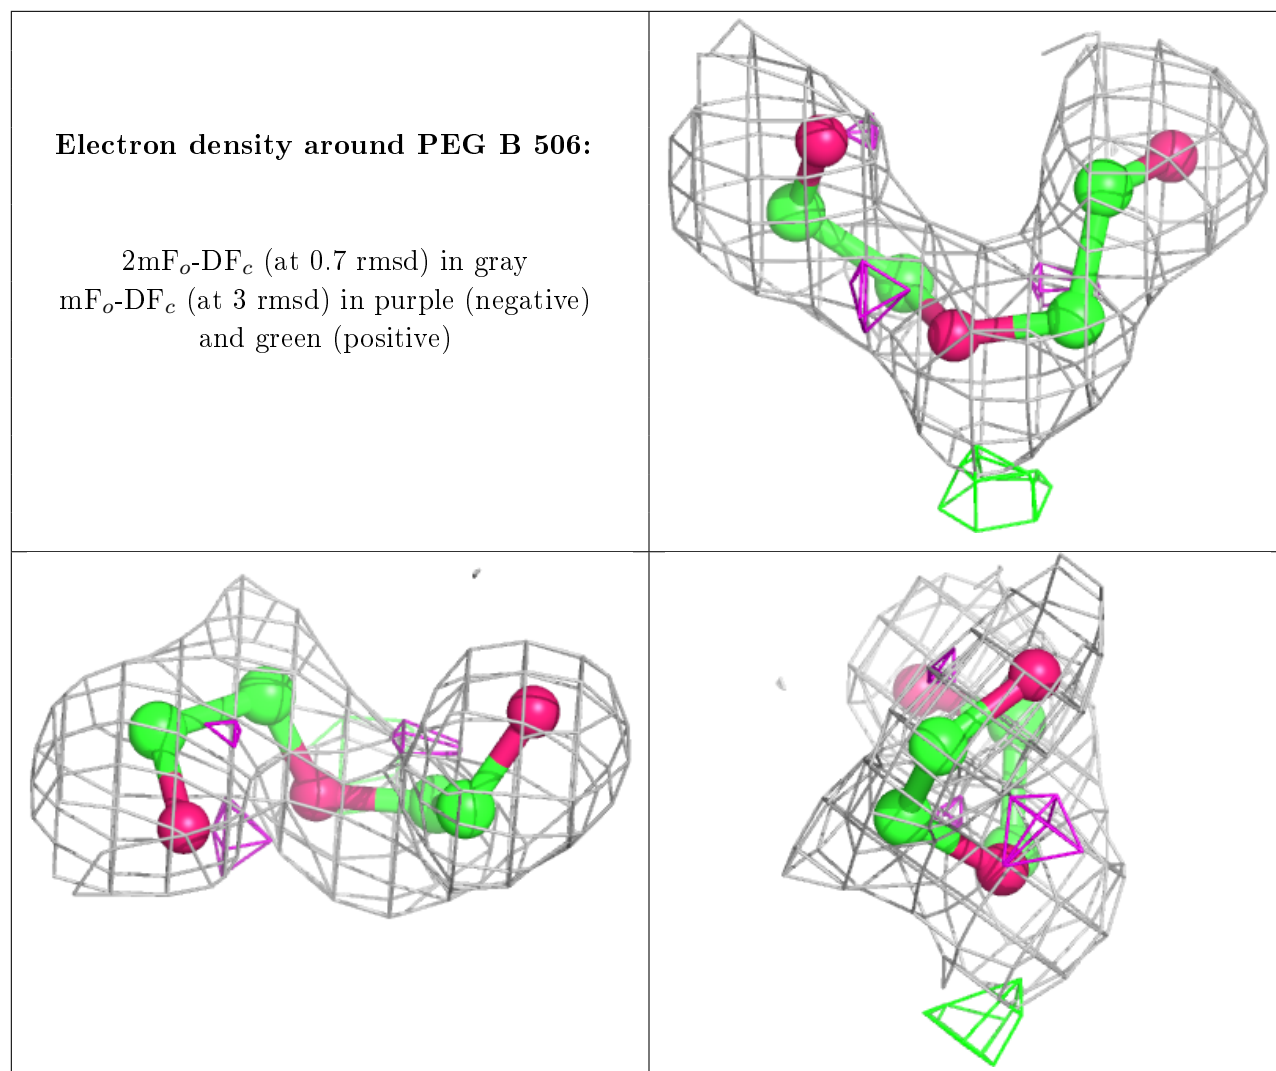 Electron density around PEG B 506:
2mFo-DFc (at 0.7 rmsd) in gray
mFo-DFc (at 3 rmsd) in purple (negative)
and green (positive)